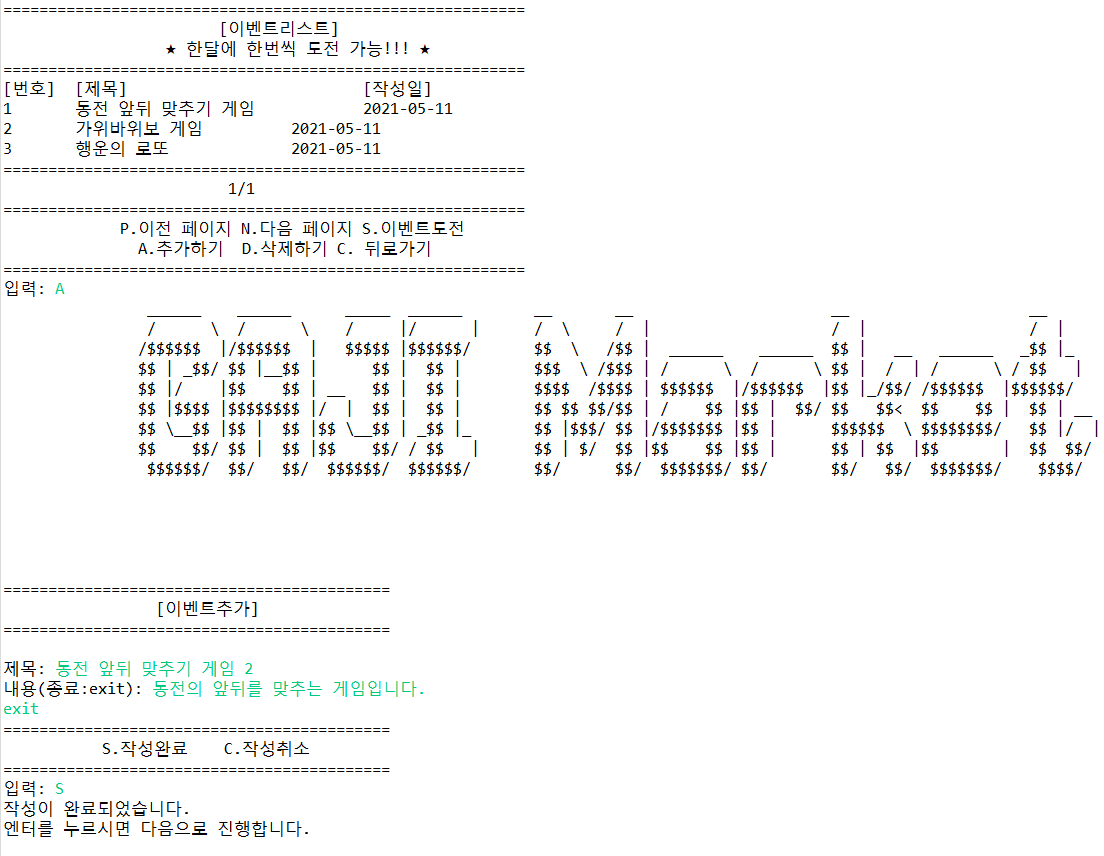 ==========================================================
[이벤트리스트]
★ 한달에 한번씩 도전 가능!!! ★
==========================================================
[번호] [제목] [작성일]
1 동전 앞뒤 맞추기 게임 2021-05-11
2 가위바위보 게임 2021-05-11
3 행운의 로또 2021-05-11
==========================================================
1/1
==========================================================
P.이전 페이지 N.다음 페이지 S.이벤트도전
A.추가하기 D.삭제하기 C. 뒤로가기
==========================================================
입력: A
GAJI Market
===========================================
[이벤트추가]
===========================================
제목: 동전 앞뒤 맞추기 게임 2
내용(종료:exit): 동전의 앞뒤를 맞추는 게임입니다.
exit
===========================================
S.작성완료 C.작성취소
===========================================
입력: S
작성이 완료되었습니다.
엔터를 누르시면 다음으로 진행합니다.